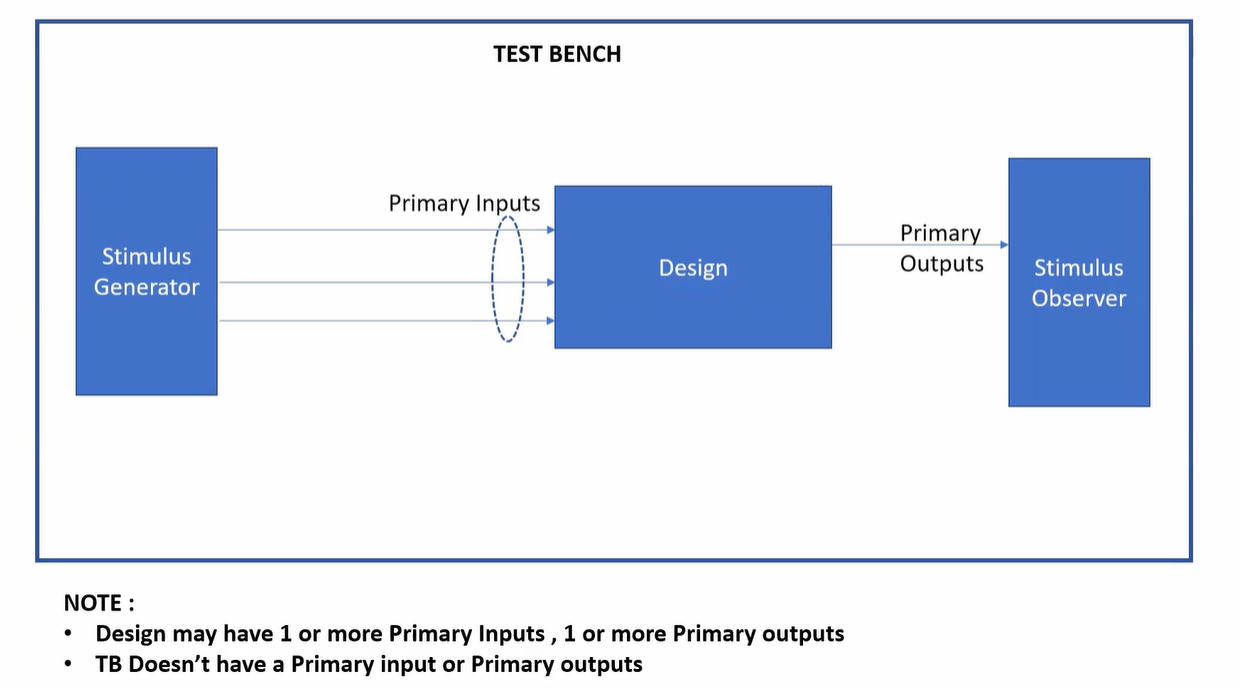 TEST BENCH
Primary Inputs
Stimulus
Generator
Design
Primary
Outputs
Stimulus
Observer
NOTE :
• Design may have 1 or more Primary Inputs , 1 or more Primary outputs
• TB Doesn’t have a Primary input or Primary outputs